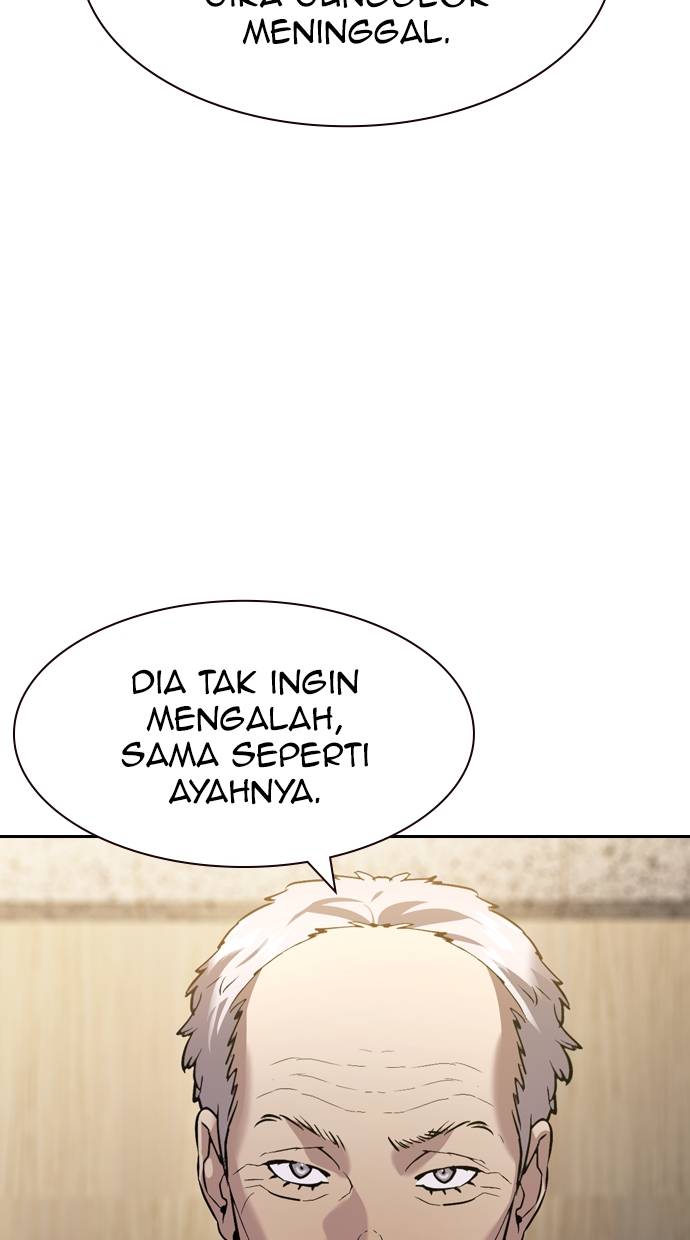 MENINGGAL.
DIA TAK INGIN
MENGALAH,
SAMA SEPERTI
AYAHNYA.